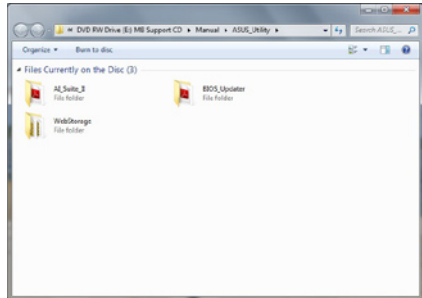 DVD RW Drive (E:) MB Support CD ▸ Manual ▸ ASUS_Utility ▸
Search ASUS_...
Organize Burn to disc
Files Currently on the Disc (3)
AI_Suite_II
File folder
BIOS_Updater
File folder
WebStorage
File folder